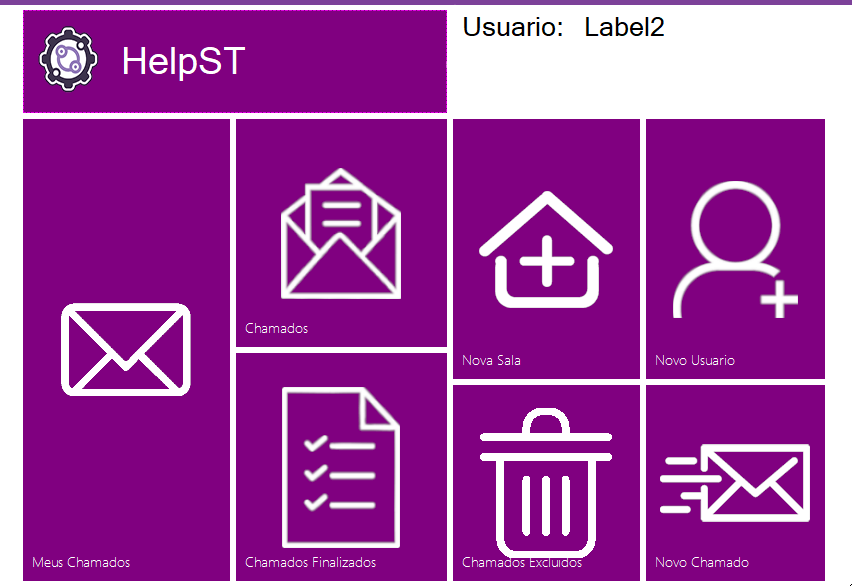 HelpST
Usuario: Label2
Chamados
Nova Sala
Novo Usuario
Meus Chamados
Chamados Finalizados
Chamados Excluidos
Novo Chamado